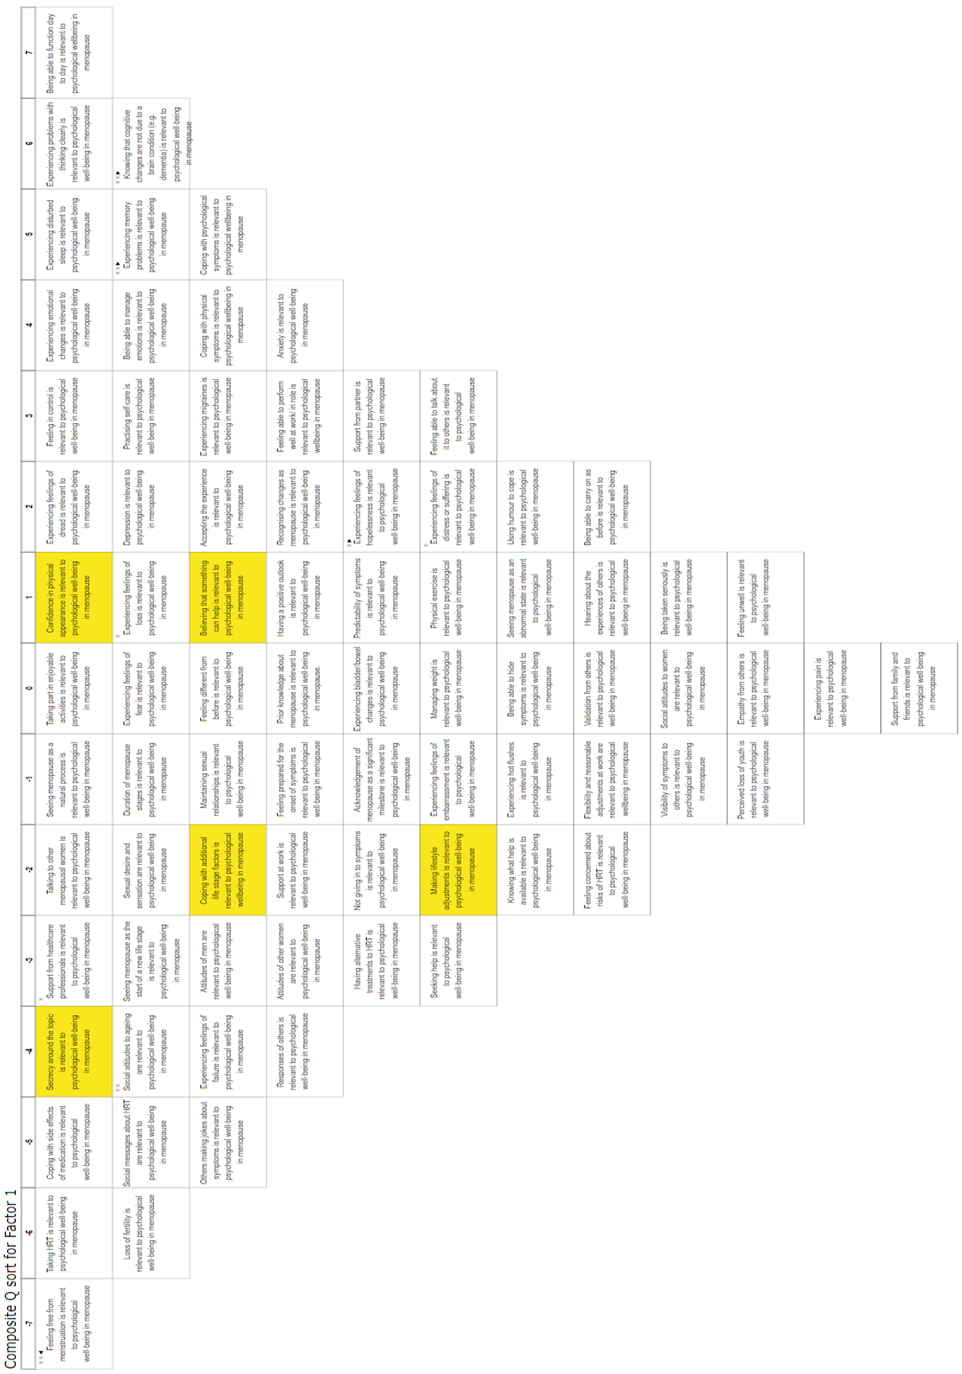 Composite Q sort for Factor 1
-7
-6
-5
-4
-3
-2
-1
0
1
2
3
4
5
6
7
Feeling free from
menstruation is relevant
to psychological
well-being in menopause
Taking HRT is relevant to
psychological well-being
in menopause
Loss of fertility is
relevant to psychological
well-being in menopause
Coping with side effects
of medication is relevant
to psychological
well-being in menopause
Social messages about HRT
are relevant to
psychological well-being
in menopause
Others making jokes about
symptoms is relevant to
psychological well-being
in menopause
Secrecy around the topic
is relevant to
psychological well-being
in menopause
Social attitudes to ageing
are relevant to
psychological well-being
in menopause
Experiencing feelings of
failure is relevant to
psychological well-being
in menopause
Responses of others is
relevant to psychological
well-being in menopause
Support from healthcare
professionals is relevant
to psychological
well-being in menopause
Seeing menopause as the
start of a new life stage
is relevant to
psychological well-being
in menopause
Attitudes of men are
relevant to psychological
well-being in menopause
Attitudes of other women
are relevant to
psychological well-being
in menopause
Having alternative
treatments to HRT is
relevant to psychological
well-being in menopause
Seeking help is relevant
to psychological
well-being in menopause
Talking to other
menopausal women is
relevant to psychological
well-being in menopause
Sexual desire and
sensation are relevant to
psychological well-being
in menopause
Coping with additional
life stage factors is
relevant to psychological
wellbeing in menopause
Support at work is
relevant to psychological
well-being in menopause
Not giving in to symptoms
is relevant to
psychological well-being
in menopause
Making lifestyle
adjustments is relevant to
psychological well-being
in menopause
Knowing what help is
available is relevant to
psychological well-being
in menopause
Feeling concerned about
risks of HRT is relevant
to psychological
well-being in menopause
Seeing menopause as a
natural process is
relevant to psychological
well-being in menopause
Duration of menopause
stages is relevant to
psychological well-being
in menopause
Maintaining sexual
relationships is relevant
to psychological
well-being in menopause
Feeling prepared for the
onset of symptoms is
relevant to psychological
well-being in menopause
Acknowledgement of
menopause as a significant
milestone is relevant to
psychological well-being
in menopause
Experiencing feelings of
embarrassment is relevant
to psychological
well-being in menopause
Experiencing hot flushes
is relevant to
psychological well-being
in menopause
Flexibility and reasonable
adjustments at work are
relevant to psychological
wellbeing in menopause
Visibility of symptoms to
others is relevant to
psychological well-being
in menopause
Perceived loss of youth is
relevant to psychological
well-being in menopause
Taking part in enjoyable
activities is relevant to
psychological well-being
in menopause
Experiencing feelings of
fear is relevant to
psychological well-being
in menopause
Feeling different from
before is relevant to
psychological well-being
in menopause
Prior knowledge about
menopause is relevant to
psychological well-being
in menopause.
Experiencing bladder/bowel
changes is relevant to
psychological well-being
in menopause
Managing weight is
relevant to psychological
well-being in menopause
Being able to hide
symptoms is relevant to
psychological well-being
in menopause
Validation from others is
relevant to psychological
well-being in menopause
Social attitudes to women
are relevant to
psychological well-being
in menopause
Empathy from others is
relevant to psychological
well-being in menopause
Experiencing pain is
relevant to psychological
well-being in menopause
Support from family and
friends is relevant to
psychological well-being
in menopause
Confidence in physical
appearance is relevant to
psychological well-being
in menopause
Experiencing feelings of
loss is relevant to
psychological well-being
in menopause
Believing that something
can help is relevant to
psychological well-being
in menopause
Having a positive outlook
is relevant to
psychological well-being
in menopause
Predictability of symptoms
is relevant to
psychological well-being
in menopause
Physical exercise is
relevant to psychological
well-being in menopause
Seeing menopause as an
abnormal state is relevant
to psychological
well-being in menopause
Hearing about the
experiences of others is
relevant to psychological
well-being in menopause
Being taken seriously is
relevant to psychological
well-being in menopause
Feeling unwell is relevant
to psychological
well-being in menopause
Experiencing feelings of
dread is relevant to
psychological well-being
in menopause
Depression is relevant to
psychological well-being
in menopause
Accepting the experience
is relevant to
psychological well-being
in menopause
Recognising changes as
menopause is relevant to
psychological well-being
in menopause
Experiencing feelings of
hopelessness is relevant
to psychological
well-being in menopause
Experiencing feelings of
distress or suffering is
relevant to psychological
well-being in menopause
Using humour to cope is
relevant to psychological
well-being in menopause
Being able to carry on as
before is relevant to
psychological well-being
in menopause
Feeling in control is
relevant to psychological
well-being in menopause
Practising self-care is
relevant to psychological
well-being in menopause
Experiencing migraines is
relevant to psychological
well-being in menopause
Feeling able to perform
well at work/ in role is
relevant to psychological
wellbeing in menopause
Support from partner is
relevant to psychological
well-being in menopause
Feeling able to talk about
it to others is relevant
to psychological
well-being in menopause
Experiencing emotional
changes is relevant to
psychological well-being
in menopause
Being able to manage
emotions is relevant to
psychological well-being
in menopause
Coping with physical
symptoms is relevant to
psychological wellbeing in
menopause
Anxiety is relevant to
psychological well-being
in menopause
Experiencing disturbed
sleep is relevant to
psychological well-being
in menopause
Experiencing memory
problems is relevant to
psychological well-being
in menopause
Coping with psychological
symptoms is relevant to
psychological wellbeing in
menopause
Experiencing problems with
thinking clearly is
relevant to psychological
well-being in menopause
Knowing that cognitive
changes are not due to a
brain condition (e.g.
dementia) is relevant to
psychological well-being
in menopause
Being able to function day
to day is relevant to
psychological wellbeing in
menopause